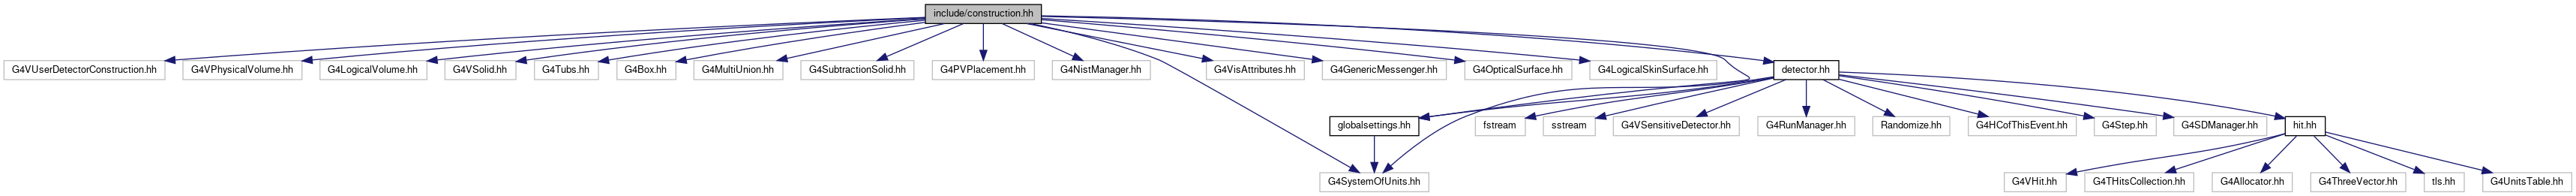 include/construction.hh
G4VUserDetectorConstruction.hh
G4VPhysicalVolume.hh
G4LogicalVolume.hh
G4VSolid.hh
G4Tubs.hh
G4Box.hh
G4MultiUnion.hh
G4SubtractionSolid.hh
G4PVPlacement.hh
G4NistManager.hh
G4VisAttributes.hh
G4GenericMessenger.hh
G4OpticalSurface.hh
G4LogicalSkinSurface.hh
detector.hh
globalsettings.hh
fstream
sstream
G4VSensitiveDetector.hh
G4RunManager.hh
Randomize.hh
G4HCofThisEvent.hh
G4Step.hh
G4SDManager.hh
hit.hh
G4SystemOfUnits.hh
G4VHit.hh
G4THitsCollection.hh
G4Allocator.hh
G4ThreeVector.hh
tls.hh
G4UnitsTable.hh